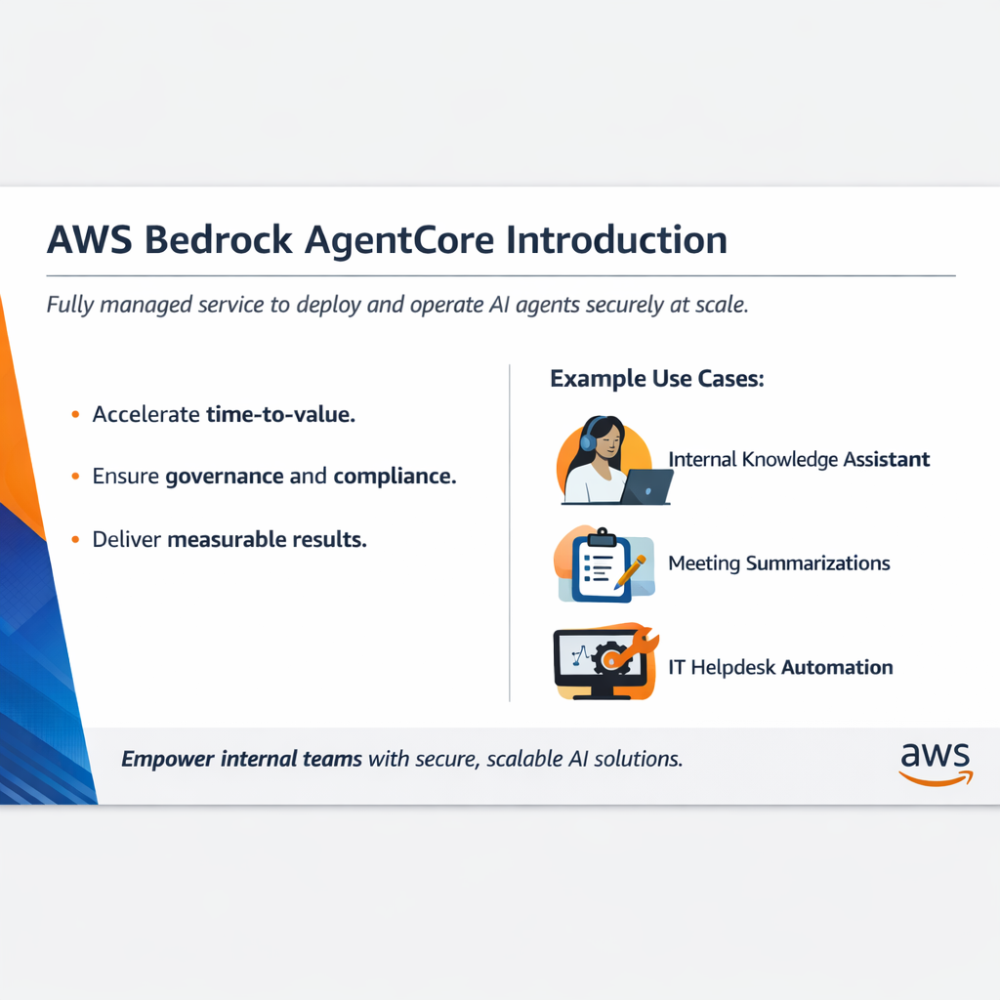 AWS Bedrock AgentCore Introduction
Fully managed service to deploy and operate AI agents securely at scale.
• Accelerate time-to-value.
• Ensure governance and compliance.
• Deliver measurable results.
Example Use Cases:
Internal Knowledge Assistant
Meeting Summarizations
IT Helpdesk Automation
Empower internal teams with secure, scalable AI solutions.
aws